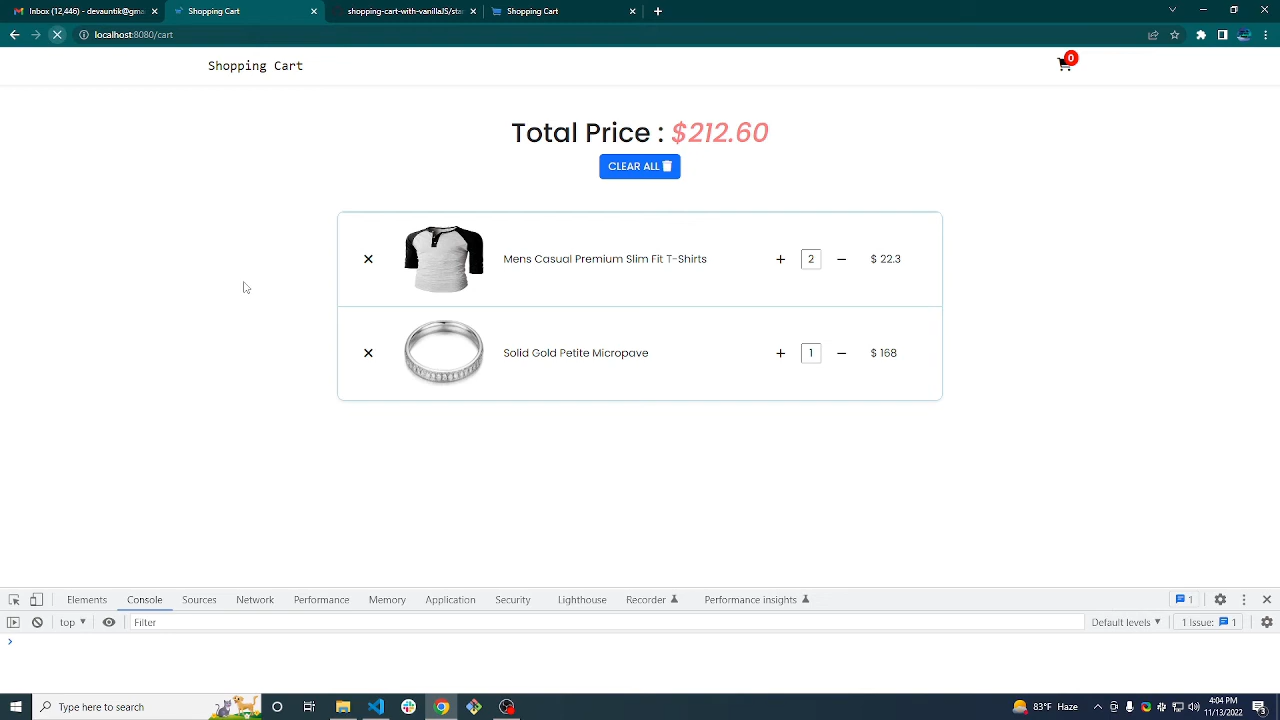 Inbox (12,446) - devauntik@gma
Shopping Cart
shopping-cart-with-vanillaJS/star
Shopping Cart
localhost:8080/cart
Shopping Cart
0
Total Price : $212.60
CLEAR ALL
Mens Casual Premium Slim Fit T-Shirts + 2 − $ 22.3
Solid Gold Petite Micropave + 1 − $ 168
Elements Console Sources Network Performance Memory Application Security Lighthouse Recorder Performance insights 1
top Filter Default levels 1 Issue: 1
Type here to search
83°F Haze
4:04 PM
11/13/2022
3